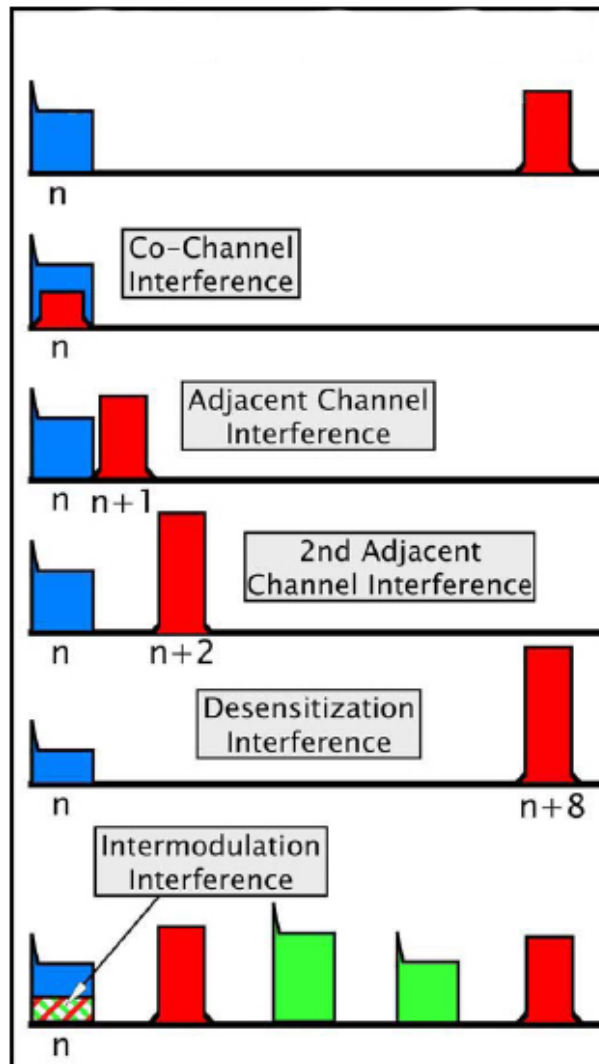 n
Co-Channel
Interference
n
Adjacent Channel
Interference
n n+1
2nd Adjacent
Channel Interference
n n+2
Desensitization
Interference
n n+8
Intermodulation
Interference
n